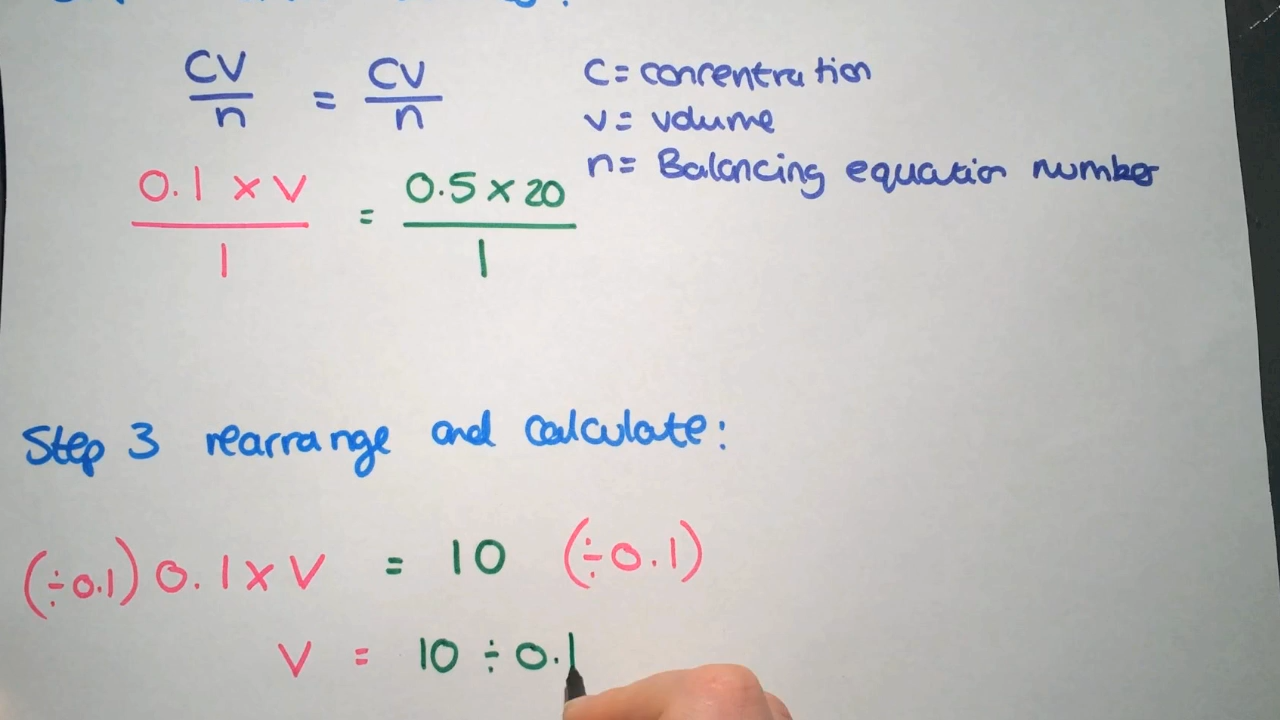 CV/n = CV/n
C = concentration
V = volume
n = Balancing equation number
0.1 x V / 1 = 0.5 x 20 / 1
Step 3 rearrange and calculate:
(÷0.1) 0.1 x V = 10 (÷0.1)
V = 10 ÷ 0.1